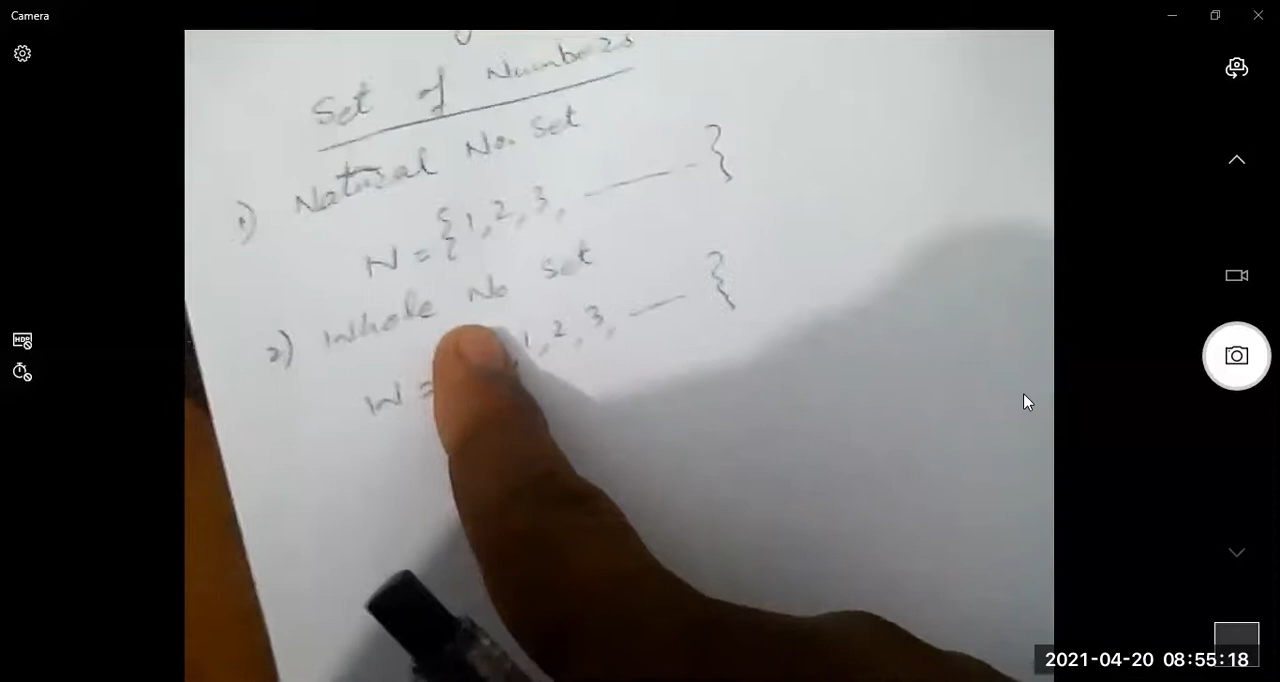 Camera
Set of Numbers
1) Natural No. Set
N = {1, 2, 3, ——— }
2) Whole No Set
W = , 1, 2, 3, — }
2021-04-20 08:55:18